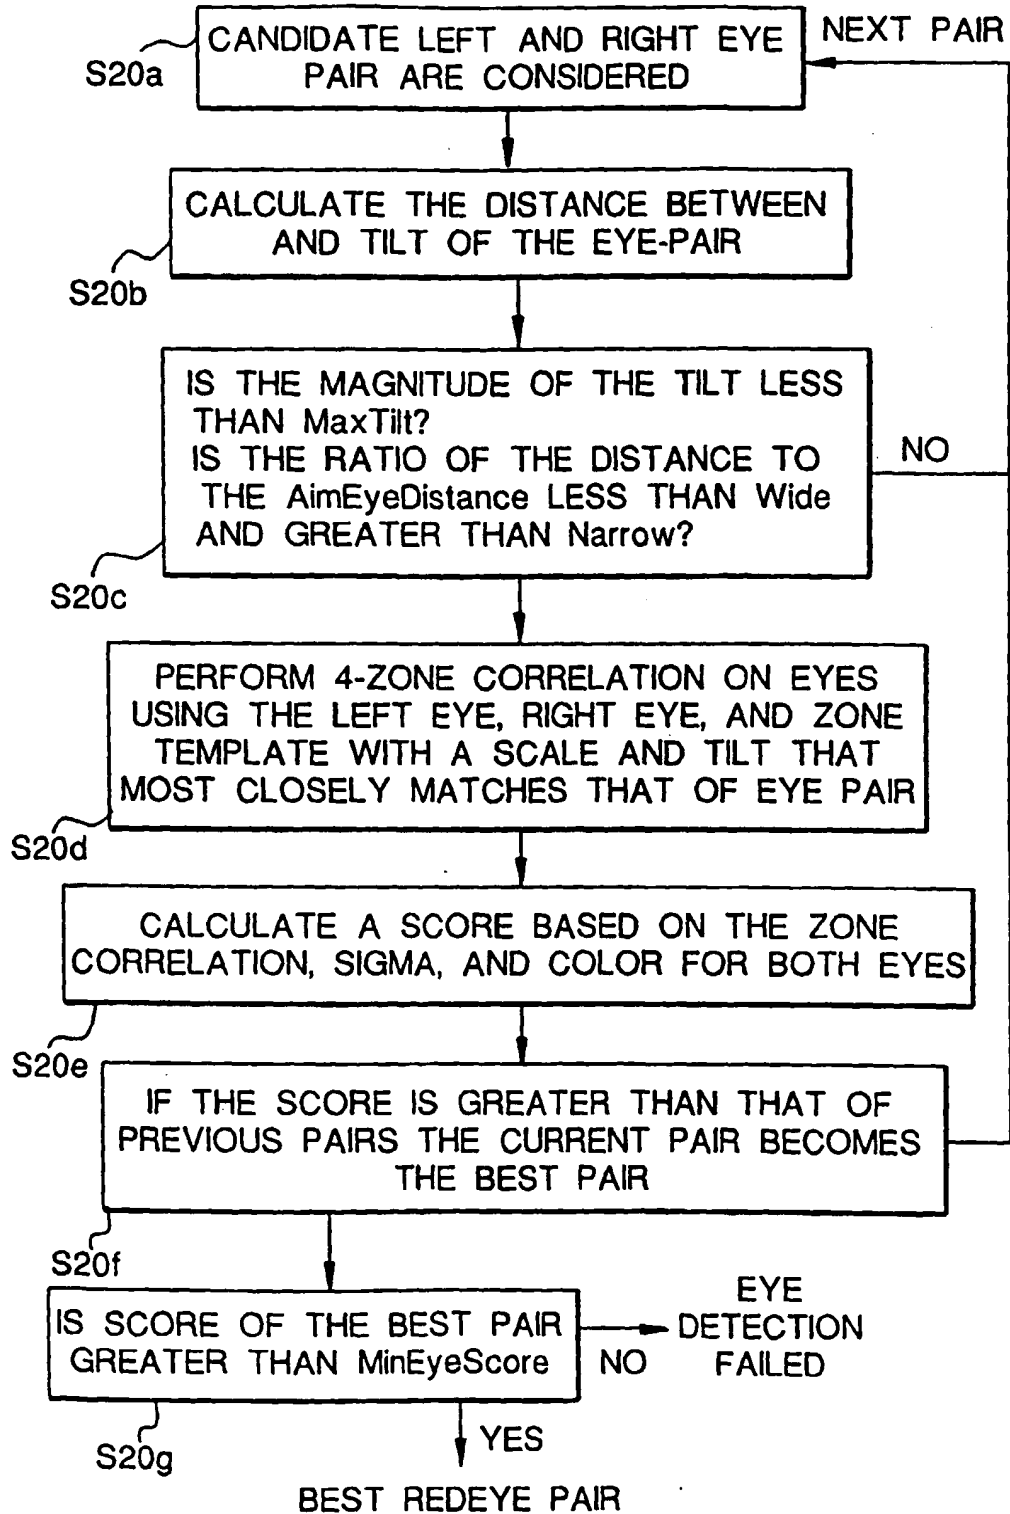 CANDIDATE LEFT AND RIGHT EYE
PAIR ARE CONSIDERED
NEXT PAIR
S20a
CALCULATE THE DISTANCE BETWEEN
AND TILT OF THE EYE-PAIR
S20b
IS THE MAGNITUDE OF THE TILT LESS
THAN MaxTilt?
IS THE RATIO OF THE DISTANCE TO
THE AimEyeDistance LESS THAN Wide
AND GREATER THAN Narrow?
NO
S20c
PERFORM 4-ZONE CORRELATION ON EYES
USING THE LEFT EYE, RIGHT EYE, AND ZONE
TEMPLATE WITH A SCALE AND TILT THAT
MOST CLOSELY MATCHES THAT OF EYE PAIR
S20d
CALCULATE A SCORE BASED ON THE ZONE
CORRELATION, SIGMA, AND COLOR FOR BOTH EYES
S20e
IF THE SCORE IS GREATER THAN THAT OF
PREVIOUS PAIRS THE CURRENT PAIR BECOMES
THE BEST PAIR
S20f
IS SCORE OF THE BEST PAIR
GREATER THAN MinEyeScore
NO
EYE
DETECTION
FAILED
S20g
YES
BEST REDEYE PAIR